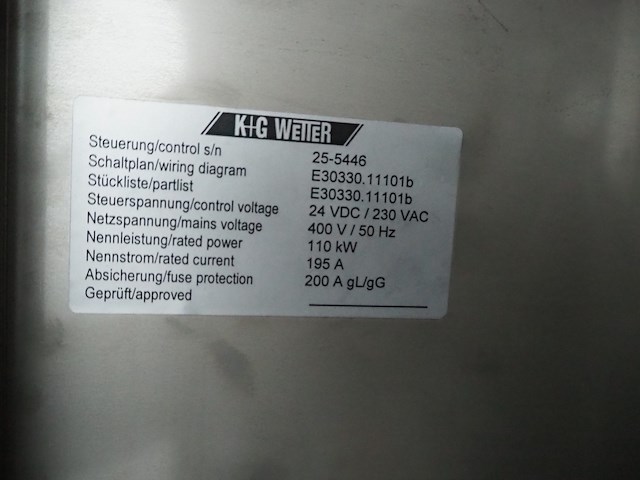 K+G WETTER
Steuerung/control s/n 25-5446
Schaltplan/wiring diagram E30330.11101b
Stückliste/partlist E30330.11101b
Steuerspannung/control voltage 24 VDC / 230 VAC
Netzspannung/mains voltage 400 V / 50 Hz
Nennleistung/rated power 110 kW
Nennstrom/rated current 195 A
Absicherung/fuse protection 200 A gL/gG
Geprüft/approved